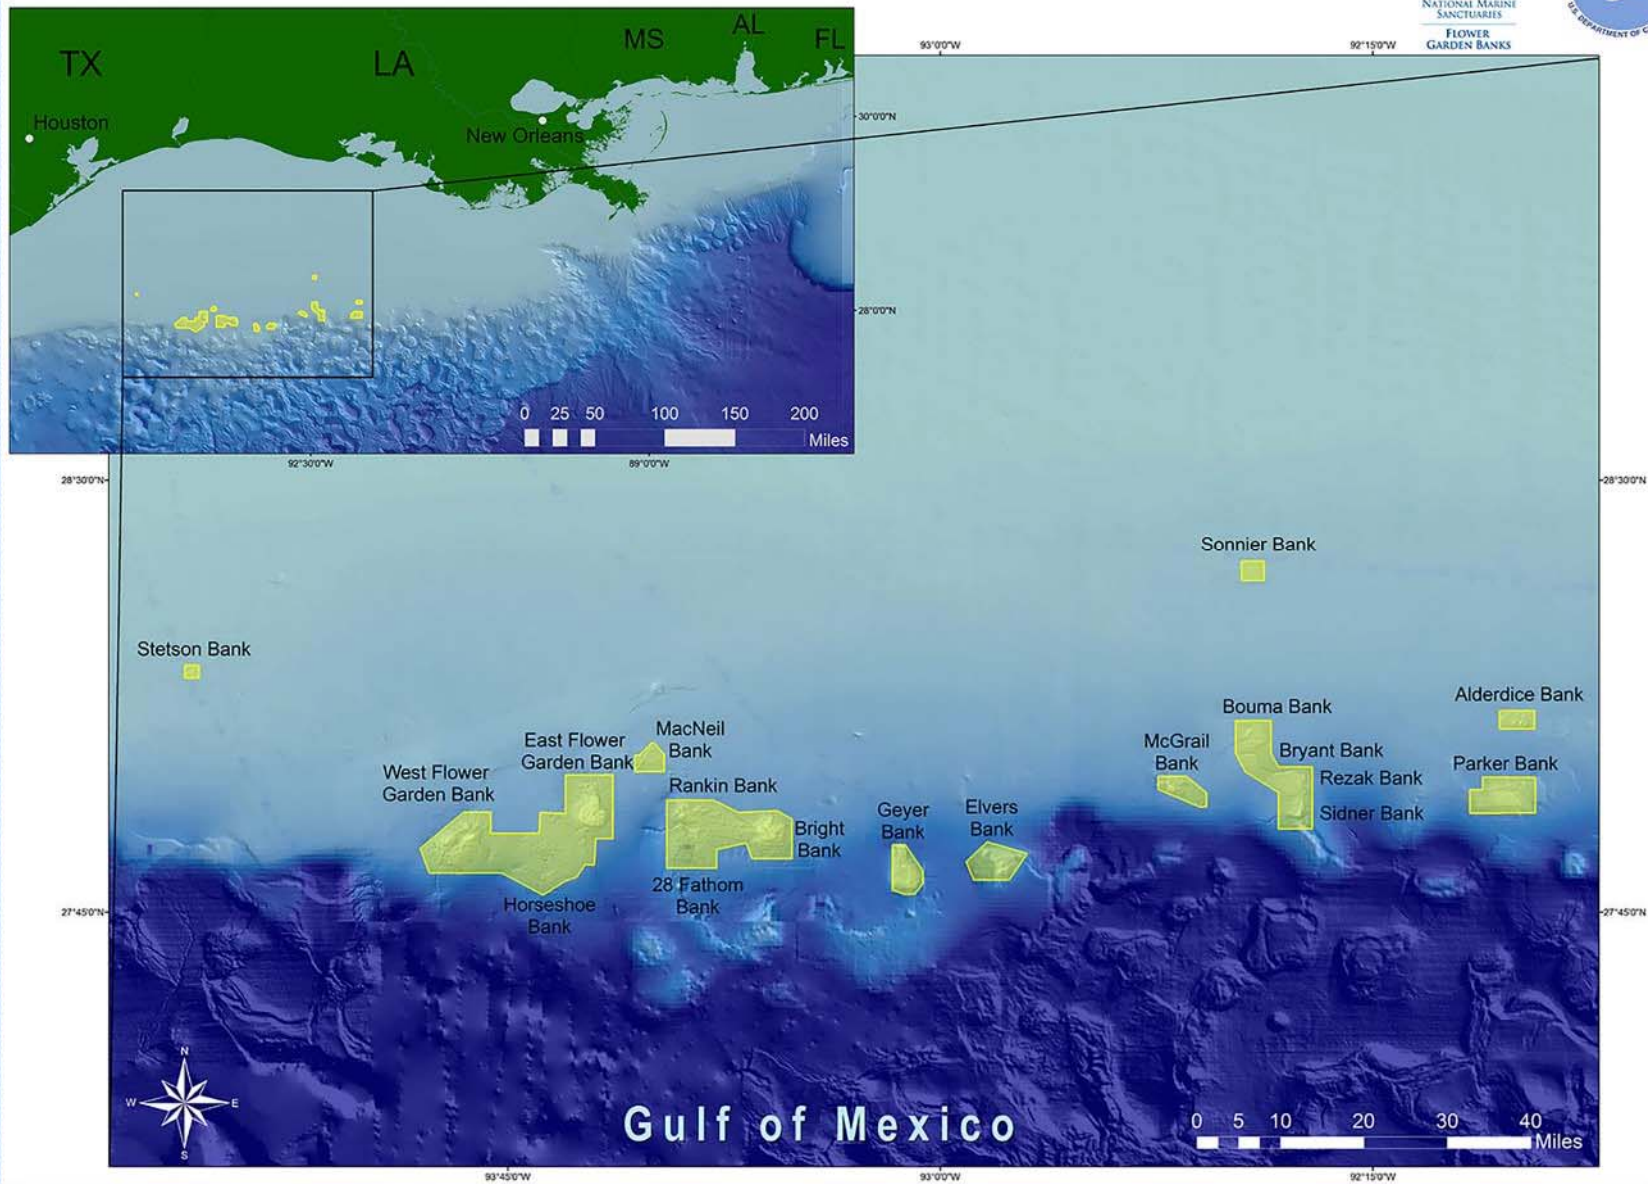 NATIONAL MARINE
SANCTUARIES
FLOWER
GARDEN BANKS
U.S. DEPARTMENT OF
TX
LA
MS
AL
FL
Houston
New Orleans
0 25 50 100 150 200
Miles
92°30'0"W
89°0'0"W
30°0'0"N
28°0'0"N
93°0'0"W
92°15'0"W
28°30'0"N
28°30'0"N
Sonnier Bank
Stetson Bank
Alderdice Bank
Bouma Bank
MacNeil
Bank
East Flower
Garden Bank
McGrail
Bank
Bryant Bank
Parker Bank
West Flower
Garden Bank
Rankin Bank
Rezak Bank
Geyer
Bank
Elvers
Bank
Sidner Bank
Bright
Bank
28 Fathom
Bank
Horseshoe
Bank
27°45'0"N
27°45'0"N
N
W
E
S
Gulf of Mexico
0 5 10 20 30 40
Miles
93°45'0"W
93°0'0"W
92°15'0"W